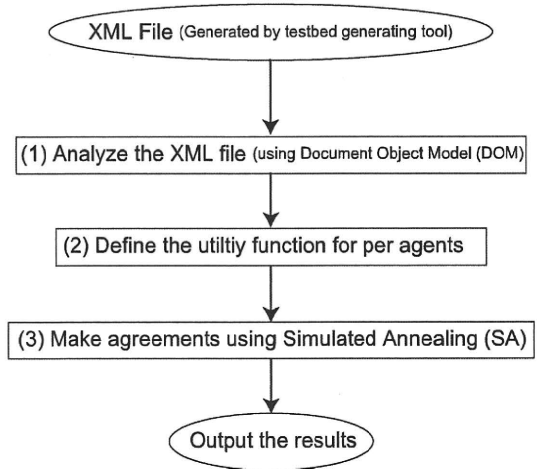 XML File (Generated by testbed generating tool)
(1) Analyze the XML file (using Document Object Model (DOM)
(2) Define the utiltiy function for per agents
(3) Make agreements using Simulated Annealing (SA)
Output the results